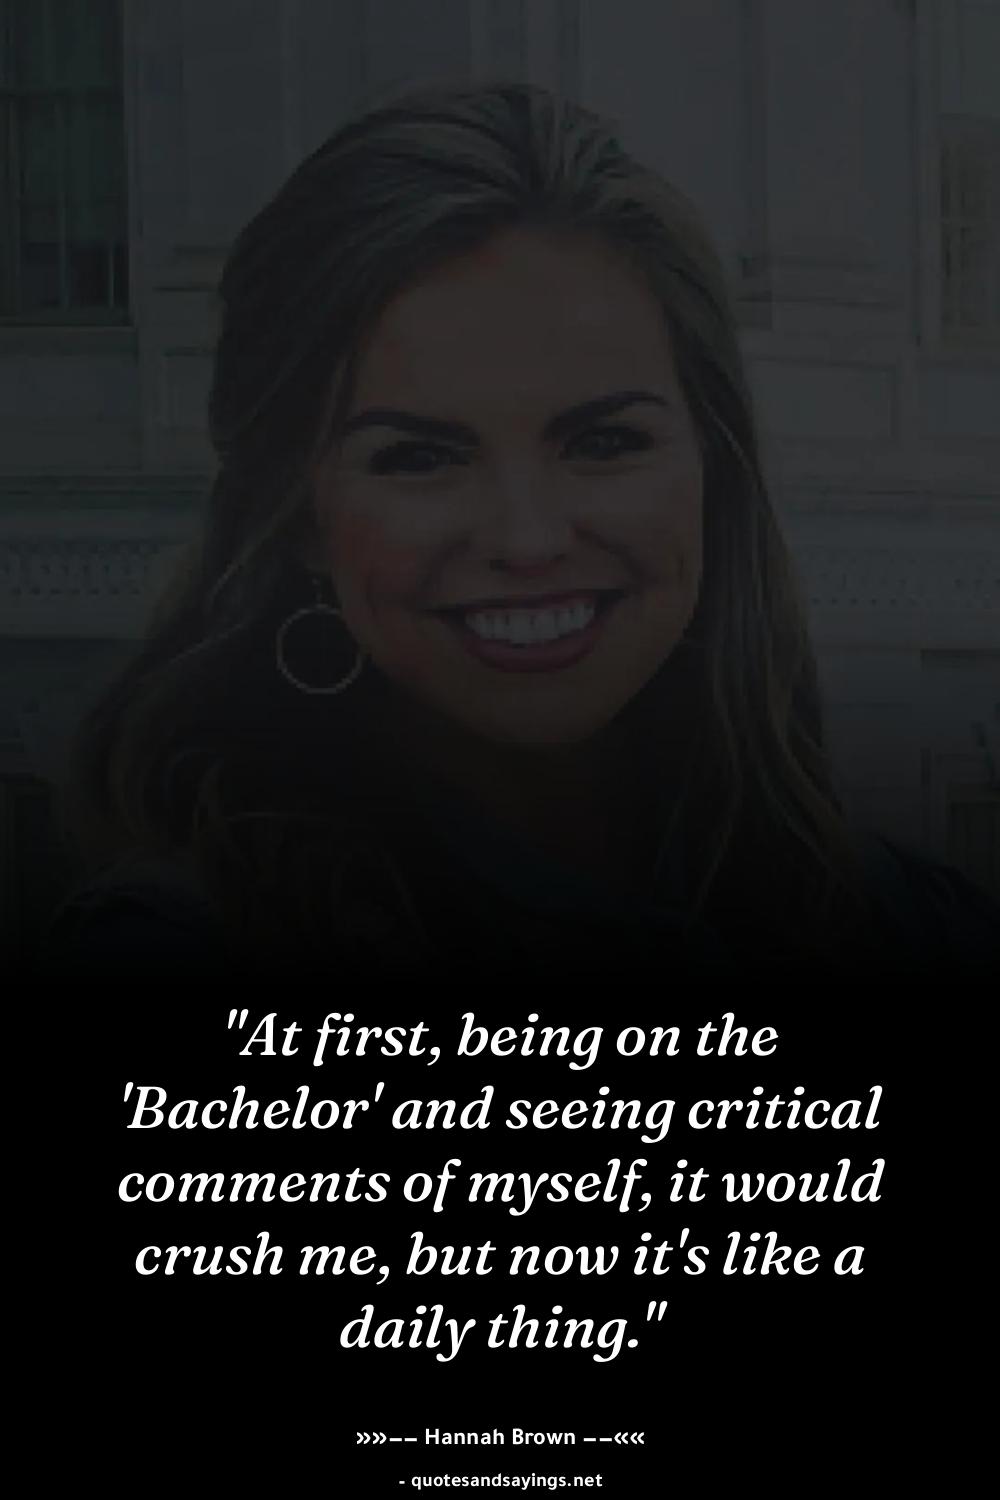 "At first, being on the
'Bachelor' and seeing critical
comments of myself, it would
crush me, but now it's like a
daily thing."
»»–– Hannah Brown ––««
- quotesandsayings.net